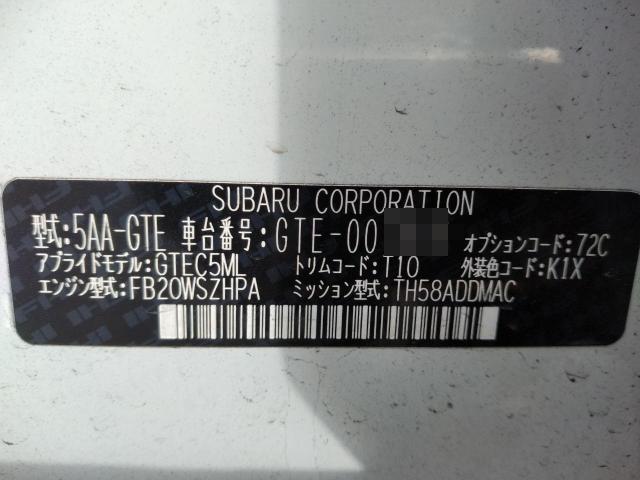 SUBARU CORPORATION
型式:5AA-GTE 車台番号:GTE-00 オプションコード:72C
アプライドモデル:GTEC5ML トリムコード:T10 外装色コード:K1X
エンジン型式:FB20WSZHPA ミッション型式:TH58ADDMAC